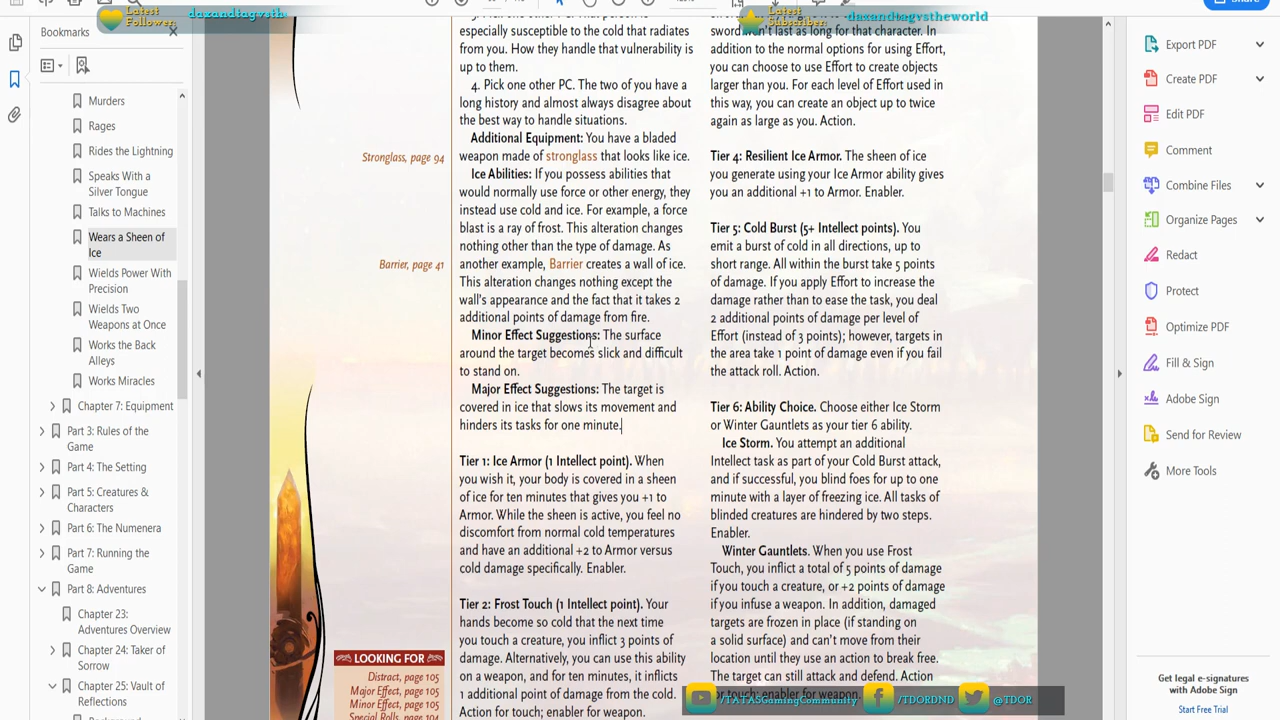 Latest
Follower:
daxandtagvsth
Latest
Subscriber:
daxandtagvstheworld
Bookmarks
Murders
Rages
Rides the Lightning
Speaks With a
Silver Tongue
Talks to Machines
Wears a Sheen of
Ice
Wields Power With
Precision
Wields Two
Weapons at Once
Works the Back
Alleys
Works Miracles
Chapter 7: Equipment
Part 3: Rules of the
Game
Part 4: The Setting
Part 5: Creatures &
Characters
Part 6: The Numenera
Part 7: Running the
Game
Part 8: Adventures
Chapter 23:
Adventures Overview
Chapter 24: Taker of
Sorrow
Chapter 25: Vault of
Reflections
Stronglass, page 94
Barrier, page 41
LOOKING FOR
Distract, page 105
Major Effect, page 105
Minor Effect, page 105
Special Rolls, page 104
especially susceptible to the cold that radiates
from you. How they handle that vulnerability is
up to them.
4. Pick one other PC. The two of you have a
long history and almost always disagree about
the best way to handle situations.
Additional Equipment: You have a bladed
weapon made of stronglass that looks like ice.
Ice Abilities: If you possess abilities that
would normally use force or other energy, they
instead use cold and ice. For example, a force
blast is a ray of frost. This alteration changes
nothing other than the type of damage. As
another example, Barrier creates a wall of ice.
This alteration changes nothing except the
wall's appearance and the fact that it takes 2
additional points of damage from fire.
Minor Effect Suggestions: The surface
around the target becomes slick and difficult
to stand on.
Major Effect Suggestions: The target is
covered in ice that slows its movement and
hinders its tasks for one minute.
Tier 1: Ice Armor (1 Intellect point). When
you wish it, your body is covered in a sheen
of ice for ten minutes that gives you +1 to
Armor. While the sheen is active, you feel no
discomfort from normal cold temperatures
and have an additional +2 to Armor versus
cold damage specifically. Enabler.
Tier 2: Frost Touch (1 Intellect point). Your
hands become so cold that the next time
you touch a creature, you inflict 3 points of
damage. Alternatively, you can use this ability
on a weapon, and for ten minutes, it inflicts
1 additional point of damage from the cold.
Action for touch; enabler for weapon.
sword won't last as long for that character. In
addition to the normal options for using Effort,
you can choose to use Effort to create objects
larger than you. For each level of Effort used in
this way, you can create an object up to twice
again as large as you. Action.
Tier 4: Resilient Ice Armor. The sheen of ice
you generate using your Ice Armor ability gives
you an additional +1 to Armor. Enabler.
Tier 5: Cold Burst (5+ Intellect points). You
emit a burst of cold in all directions, up to
short range. All within the burst take 5 points
of damage. If you apply Effort to increase the
damage rather than to ease the task, you deal
2 additional points of damage per level of
Effort (instead of 3 points); however, targets in
the area take 1 point of damage even if you fail
the attack roll. Action.
Tier 6: Ability Choice. Choose either Ice Storm
or Winter Gauntlets as your tier 6 ability.
Ice Storm. You attempt an additional
Intellect task as part of your Cold Burst attack,
and if successful, you blind foes for up to one
minute with a layer of freezing ice. All tasks of
blinded creatures are hindered by two steps.
Enabler.
Winter Gauntlets. When you use Frost
Touch, you inflict a total of 5 points of damage
if you touch a creature, or +2 points of damage
if you infuse a weapon. In addition, damaged
targets are frozen in place (if standing on
a solid surface) and can't move from their
location until they use an action to break free.
The target can still attack and defend. Action
for touch; enabler for weapon.
/TATASGamingCommunity
/TDORDND
@TDOR
Export PDF
Create PDF
Edit PDF
Comment
Combine Files
Organize Pages
Redact
Protect
Optimize PDF
Fill & Sign
Adobe Sign
Send for Review
More Tools
Get legal e-signatures
with Adobe Sign
Start Free Trial